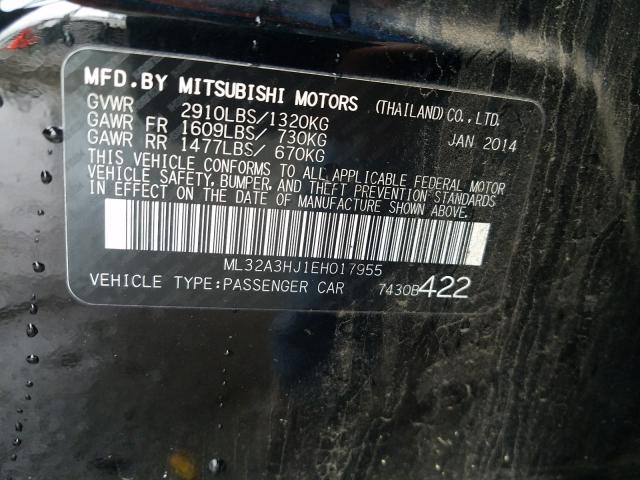 MFD.BY MITSUBISHI MOTORS (THAILAND)CO.,LTD.
GVWR 2910LBS/1320KG
GAWR FR 1609LBS/ 730KG JAN 2014
GAWR RR 1477LBS/ 670KG
THIS VEHICLE CONFORMS TO ALL APPLICABLE FEDERAL MOTOR
VEHICLE SAFETY, BUMPER, AND THEFT PREVENTION STANDARDS
IN EFFECT ON THE DATE OF MANUFACTURE SHOWN ABOVE.
ML32A3HJ1EH017955
VEHICLE TYPE:PASSENGER CAR 7430B422